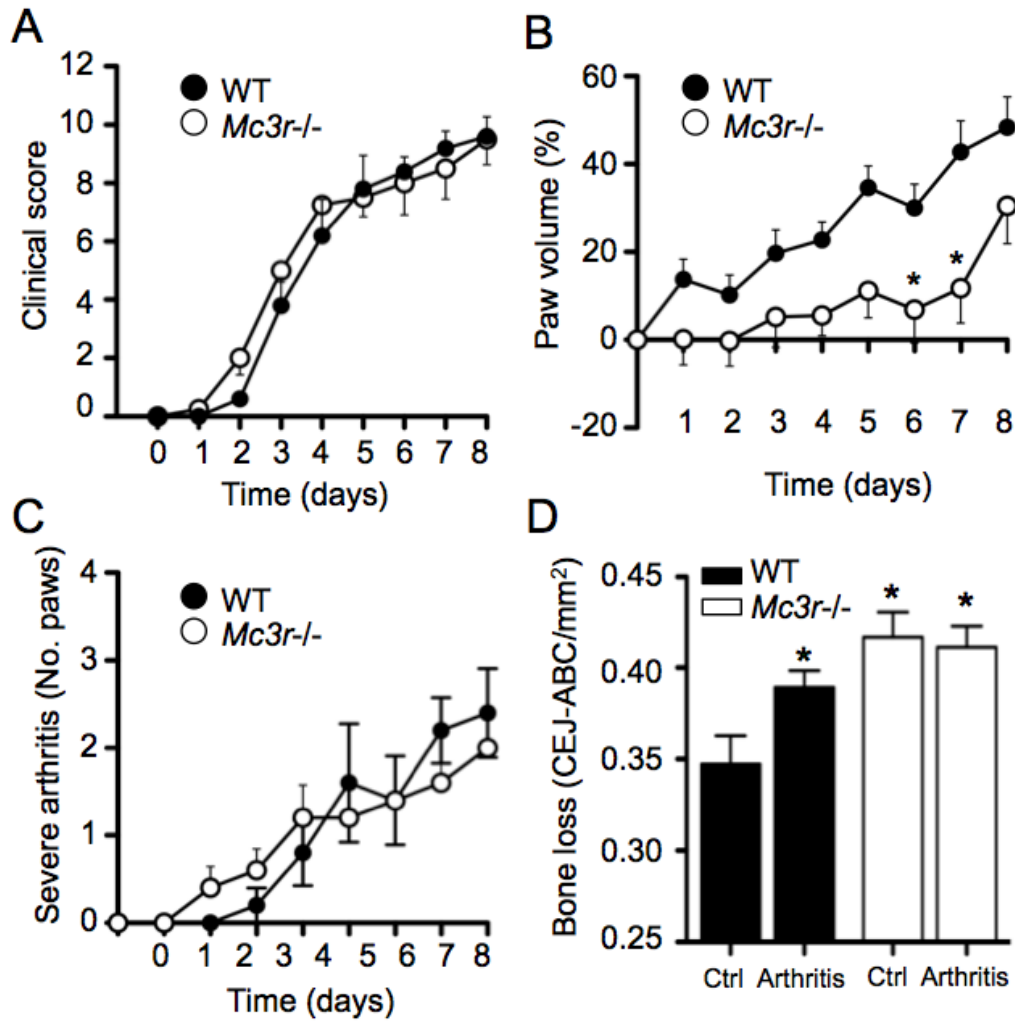 A
12
10
8
6
4
2
0
Clinical score
WT
Mc3r-/-
0 1 2 3 4 5 6 7 8
Time (days)
B
60
40
20
0
-20
Paw volume (%)
WT
Mc3r-/-
* *
1 2 3 4 5 6 7 8
Time (days)
C
4
3
2
1
0
Severe arthritis (No. paws)
WT
Mc3r-/-
0 1 2 3 4 5 6 7 8
Time (days)
D
0.45
0.40
0.35
0.30
0.25
Bone loss (CEJ-ABC/mm²)
WT
Mc3r-/-
* * *
Ctrl Arthritis Ctrl Arthritis